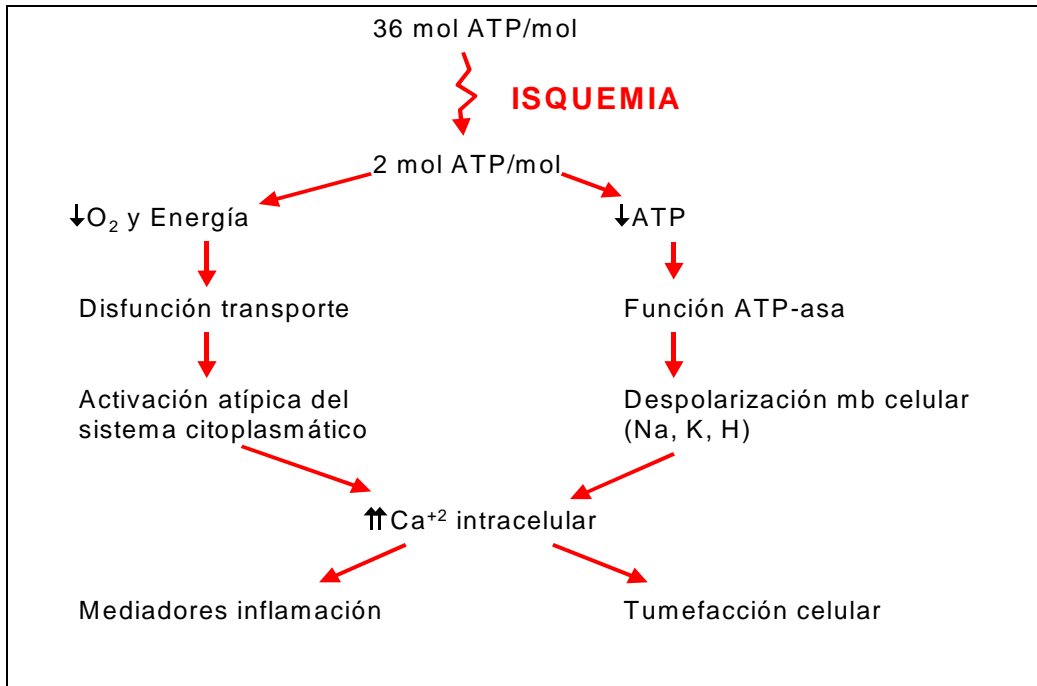 36 mol ATP/mol
ISQUEMIA
2 mol ATP/mol
↓O₂ y Energía
↓ATP
Disfunción transporte
Función ATP-asa
Activación atípica del
sistema citoplasmático
Despolarización mb celular
(Na, K, H)
⇈Ca⁺² intracelular
Mediadores inflamación
Tumefacción celular